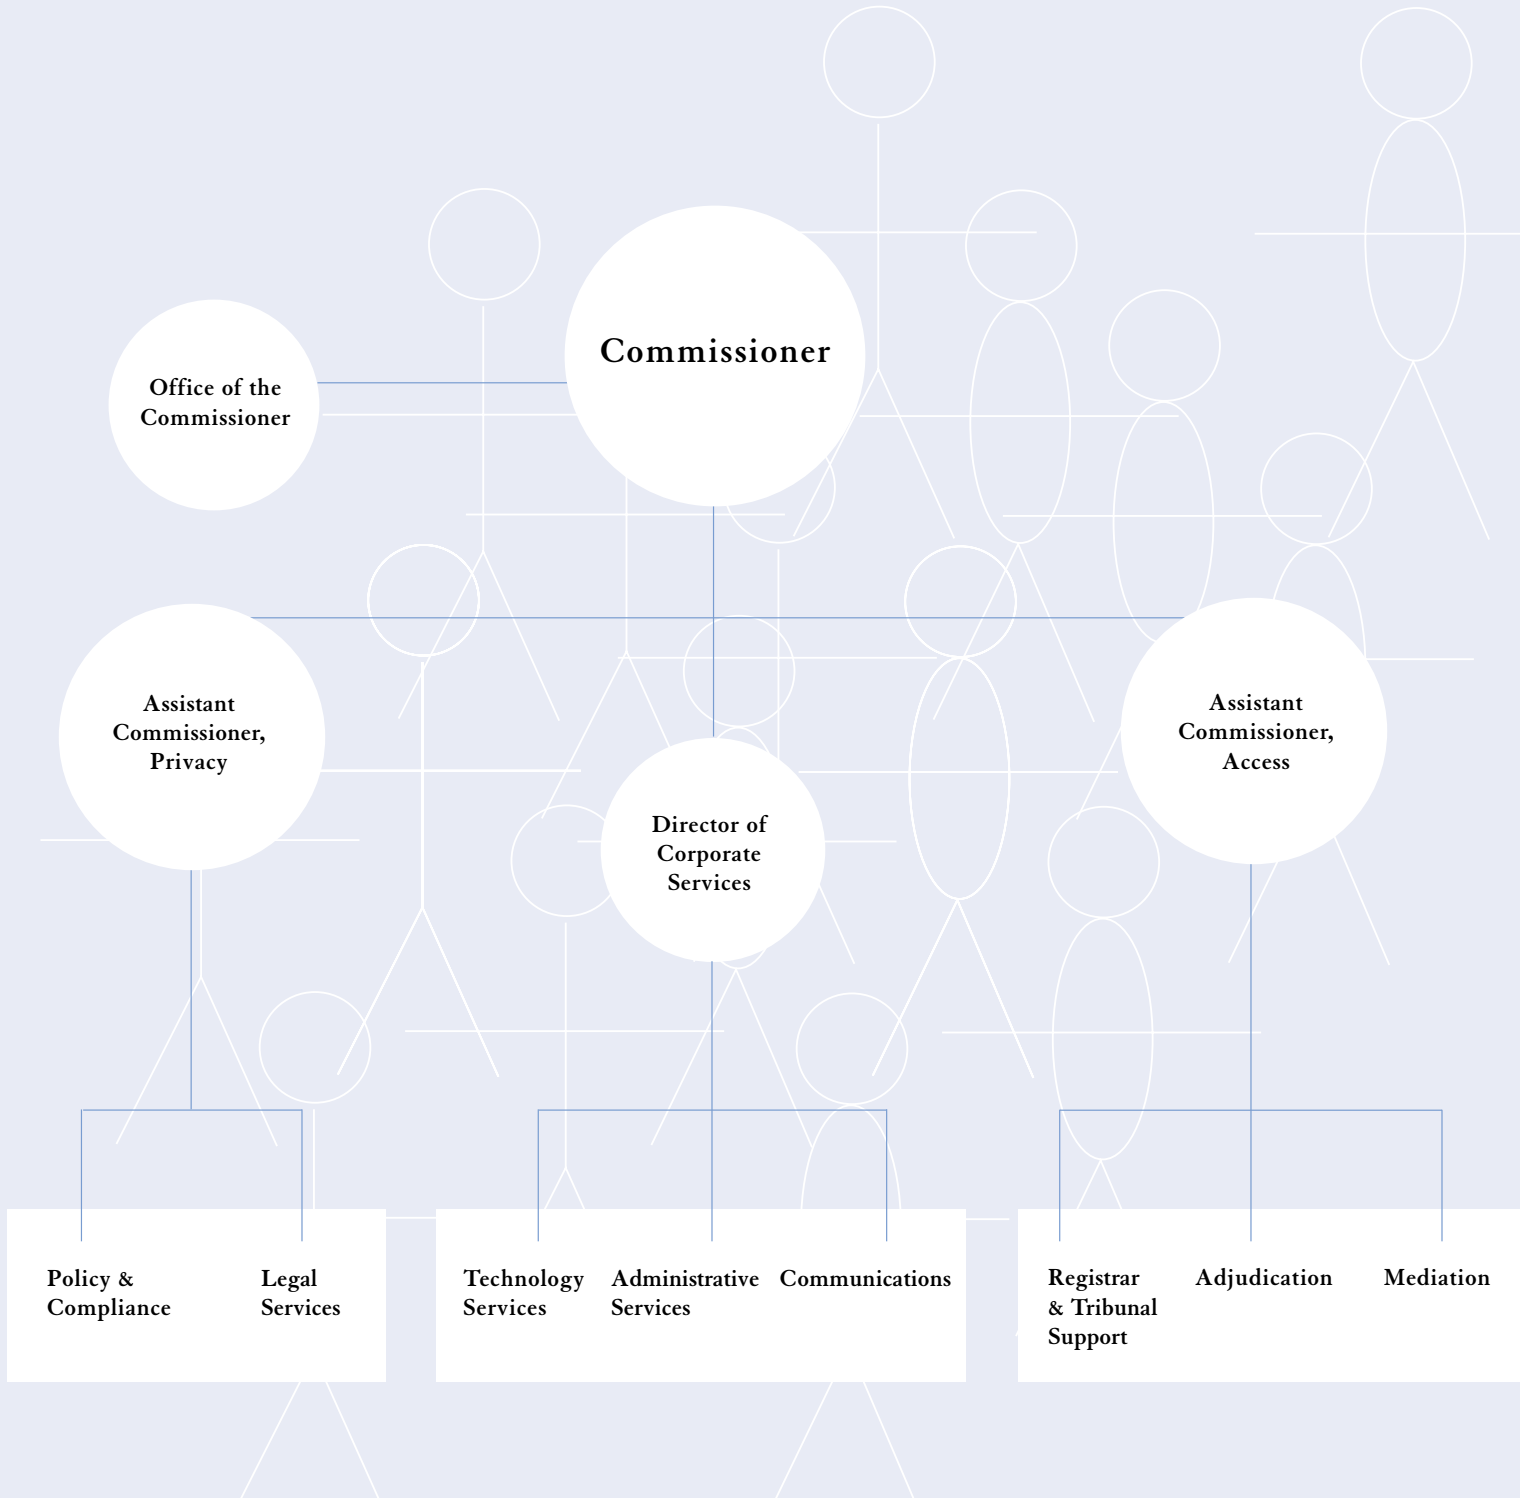 Commissioner
Office of the
Commissioner
Assistant
Commissioner,
Privacy
Assistant
Commissioner,
Access
Director of
Corporate
Services
Policy &
Compliance
Legal
Services
Technology
Services
Administrative
Services
Communications
Registrar
& Tribunal
Support
Adjudication
Mediation